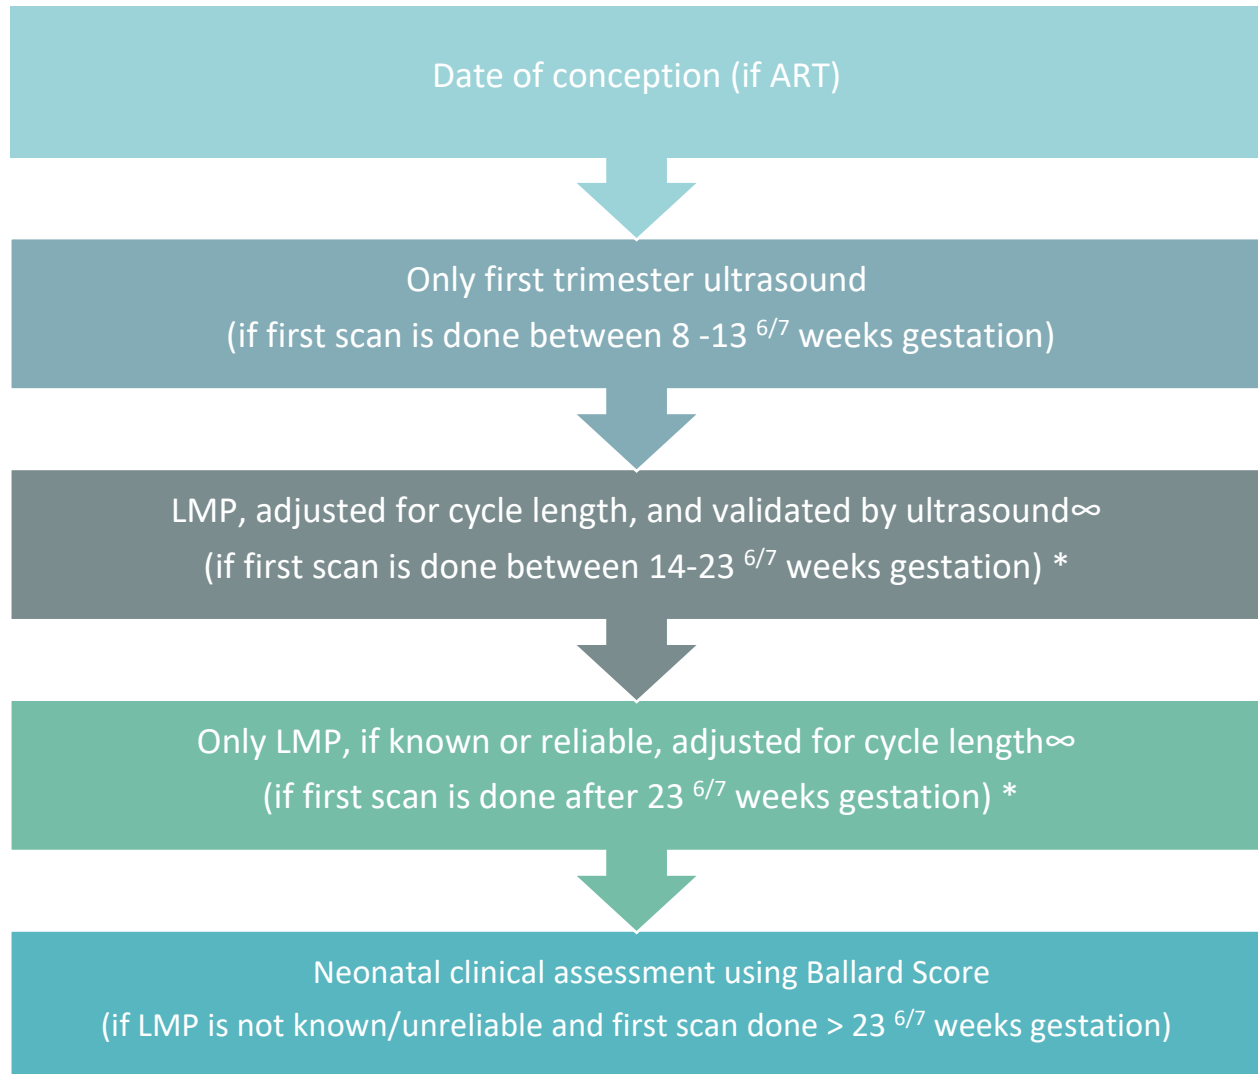 Date of conception (if ART)
Only first trimester ultrasound
(if first scan is done between 8 -13 6/7 weeks gestation)
LMP, adjusted for cycle length, and validated by ultrasound∞
(if first scan is done between 14-23 6/7 weeks gestation) *
Only LMP, if known or reliable, adjusted for cycle length∞
(if first scan is done after 23 6/7 weeks gestation) *
Neonatal clinical assessment using Ballard Score
(if LMP is not known/unreliable and first scan done > 23 6/7 weeks gestation)